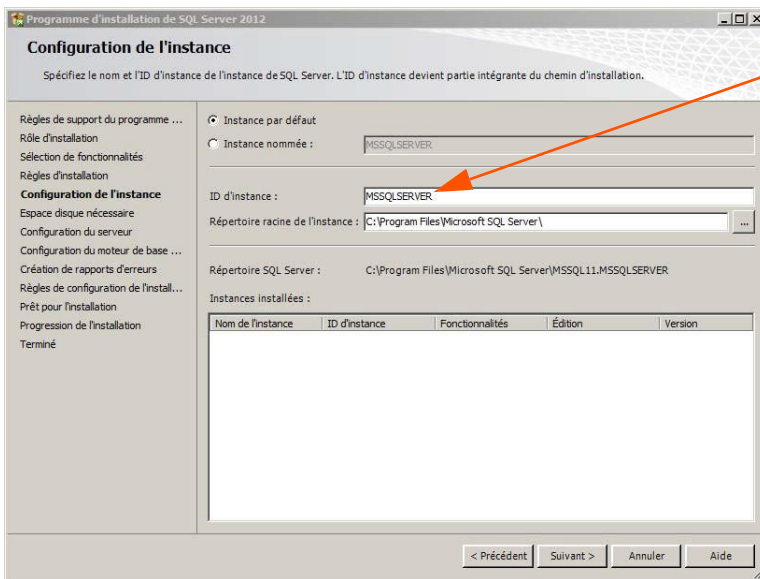 Programme d'installation de SQL Server 2012
Configuration de l'instance
Spécifiez le nom et l'ID d'instance de l'instance de SQL Server. L'ID d'instance devient partie intégrante du chemin d'installation.
Règles de support du programme ...
Rôle d'installation
Sélection de fonctionnalités
Règles d'installation
Configuration de l'instance
Espace disque nécessaire
Configuration du serveur
Configuration du moteur de base ...
Création de rapports d'erreurs
Règles de configuration de l'install...
Prêt pour l'installation
Progression de l'installation
Terminé
Instance par défaut
Instance nommée : MSSQLSERVER
ID d'instance : MSSQLSERVER
Répertoire racine de l'instance : C:\Program Files\Microsoft SQL Server\ ...
Répertoire SQL Server : C:\Program Files\Microsoft SQL Server\MSSQL11.MSSQLSERVER
Instances installées :
Nom de l'instance ID d'instance Fonctionnalités Édition Version
< Précédent Suivant > Annuler Aide